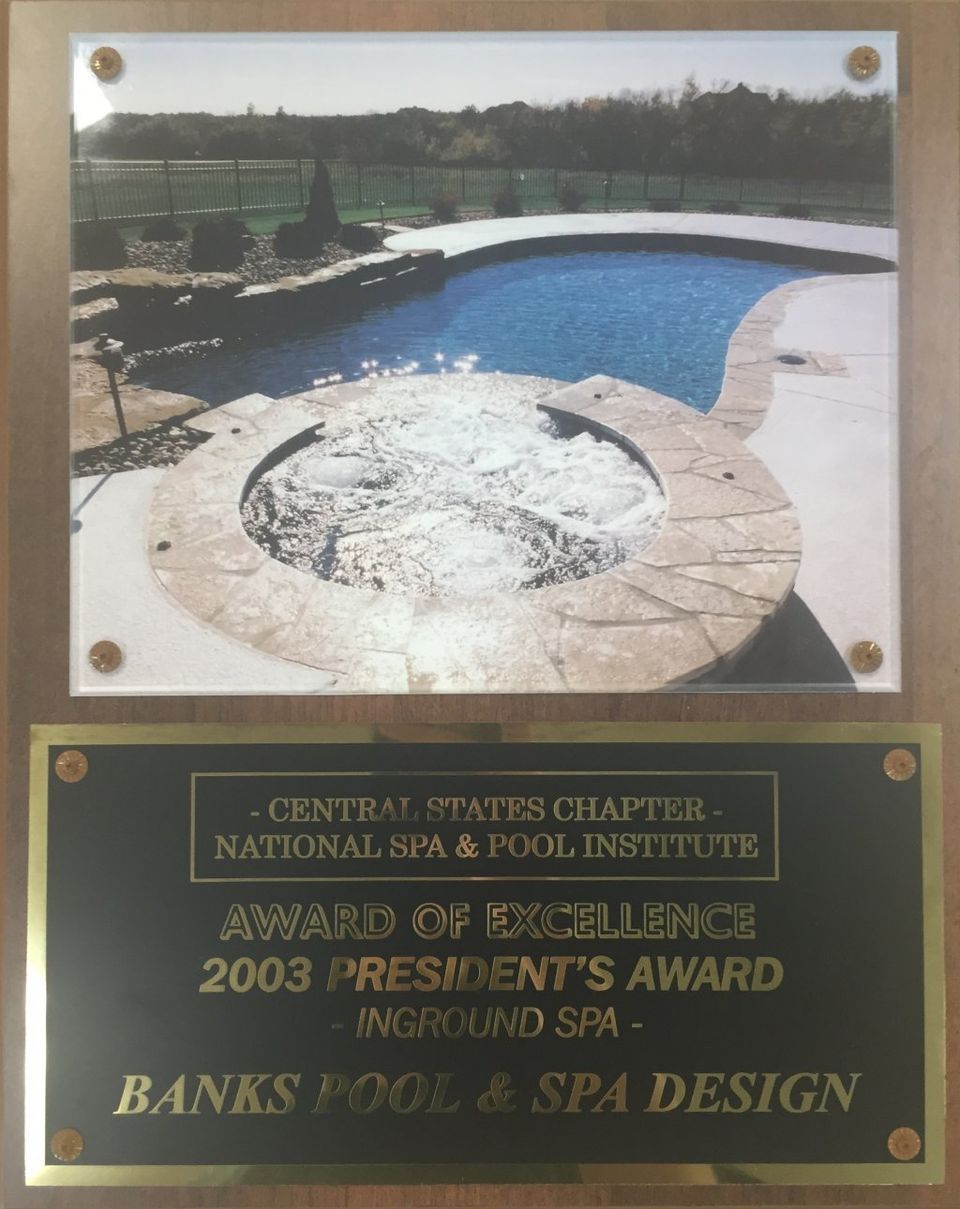 - CENTRAL STATES CHAPTER -
NATIONAL SPA & POOL INSTITUTE
AWARD OF EXCELLENCE
2003 PRESIDENT'S AWARD
- INGROUND SPA -
BANKS POOL & SPA DESIGN